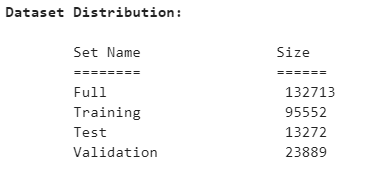 Dataset Distribution:
Set Name Size
======== ======
Full 132713
Training 95552
Test 13272
Validation 23889